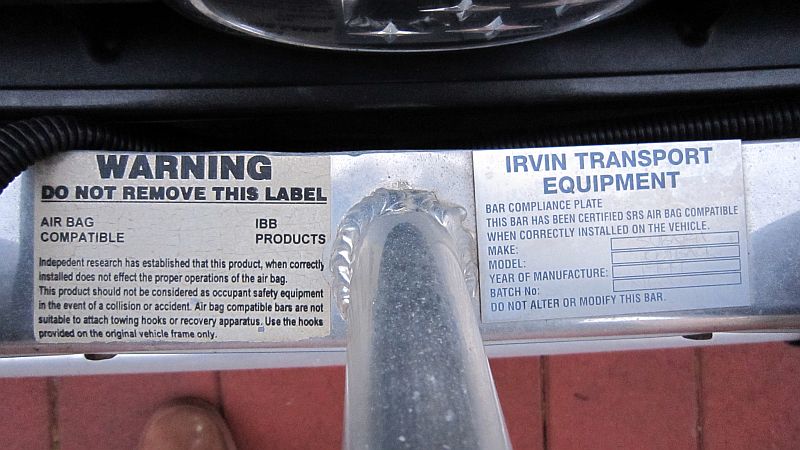 WARNING
DO NOT REMOVE THIS LABEL
AIR BAG
COMPATIBLE
IBB
PRODUCTS
Indepedent research has established that this product, when correctly
installed does not effect the proper operations of the air bag.
This product should not be considered as occupant safety equipment
in the event of a collision or accident. Air bag compatible bars are not
suitable to attach towing hooks or recovery apparatus. Use the hooks
provided on the original vehicle frame only.
IRVIN TRANSPORT
EQUIPMENT
BAR COMPLIANCE PLATE
THIS BAR HAS BEEN CERTIFIED SRS AIR BAG COMPATIBLE
WHEN CORRECTLY INSTALLED ON THE VEHICLE.
MAKE:
MODEL:
YEAR OF MANUFACTURE:
BATCH No:
DO NOT ALTER OR MODIFY THIS BAR.